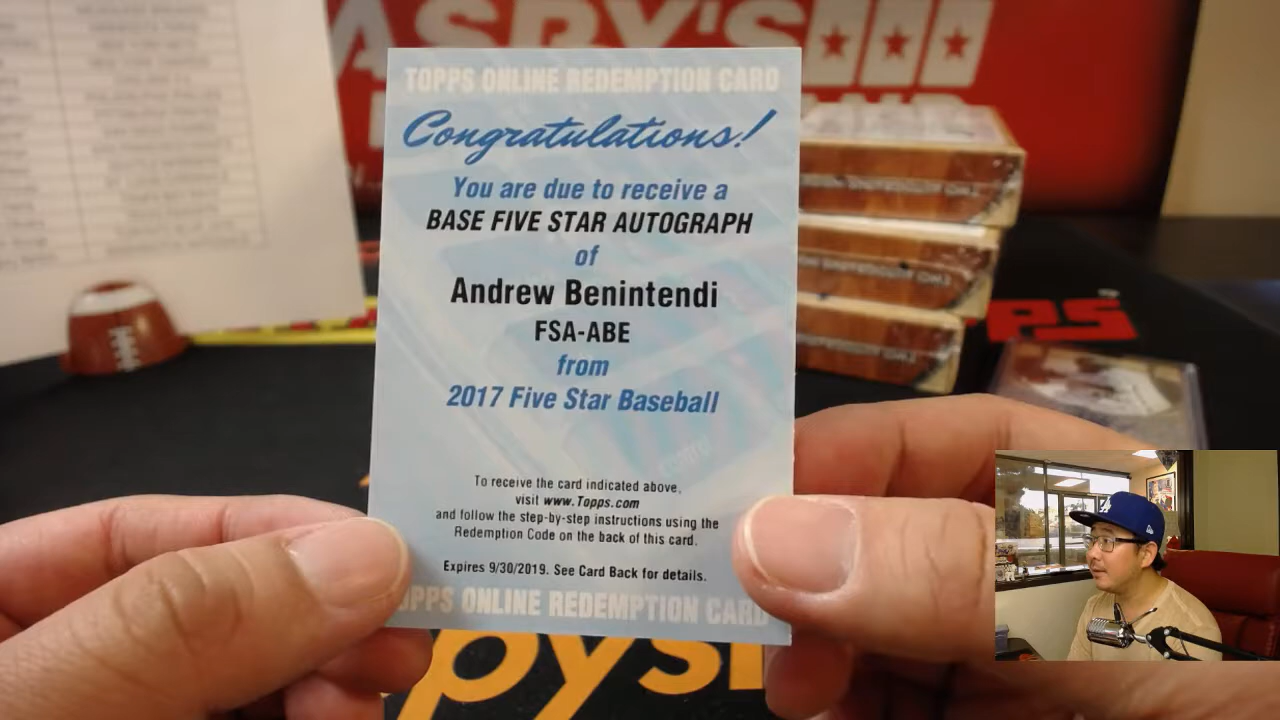 TOPPS ONLINE REDEMPTION CARD
Congratulations!
You are due to receive a
BASE FIVE STAR AUTOGRAPH
of
Andrew Benintendi
FSA-ABE
from
2017 Five Star Baseball
To receive the card indicated above,
visit www.Topps.com
and follow the step-by-step instructions using the
Redemption Code on the back of this card.
Expires 9/30/2019. See Card Back for details.
TOPPS ONLINE REDEMPTION CARD